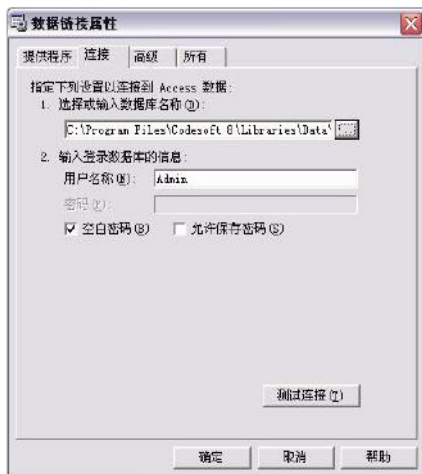 数据链接属性
提供程序 连接 高级 所有
指定下列设置以连接到 Access 数据:
1. 选择或输入数据库名称(D):
C:\Program Files\Codesoft 8\Libraries\Data\ ...
2. 输入登录数据库的信息:
用户名称(N): Admin
密码(P):
空白密码(B) 允许保存密码(S)
测试连接(T)
确定 取消 帮助